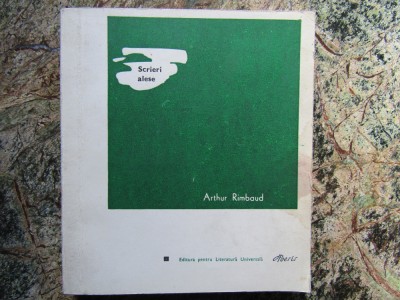 Scrieri
alese
Arthur Rimbaud
Editura pentru Literatură Universală